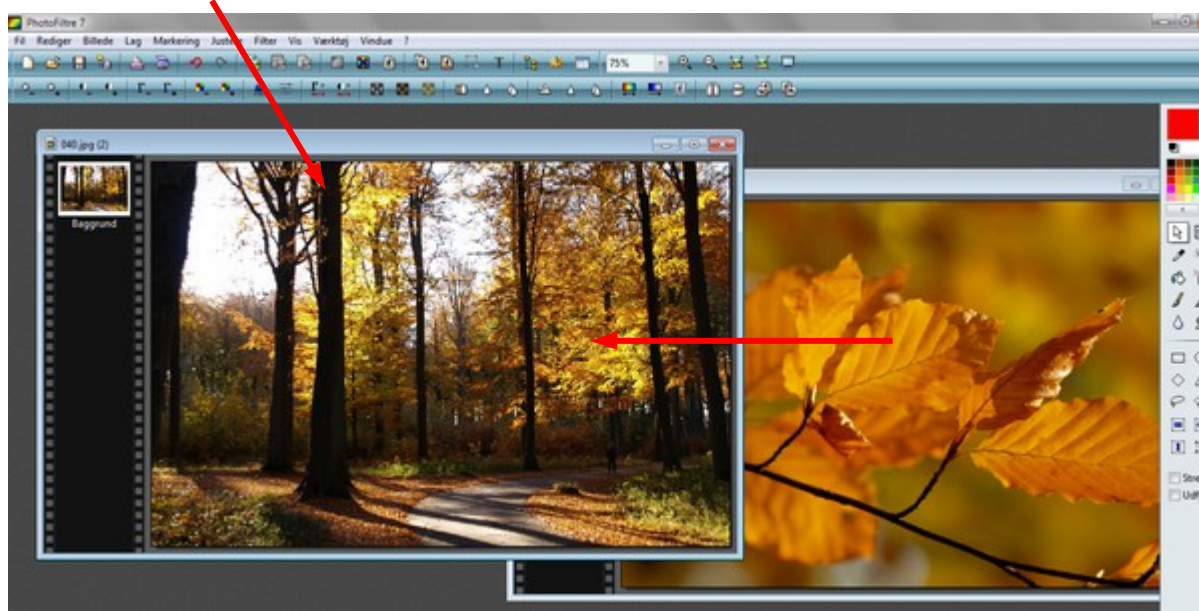 PhotoFiltre 7
Fil Rediger Billede Lag Markering Juster Filter Vis Værktøj Vindue ?
75%
040.jpg (2)
Baggrund